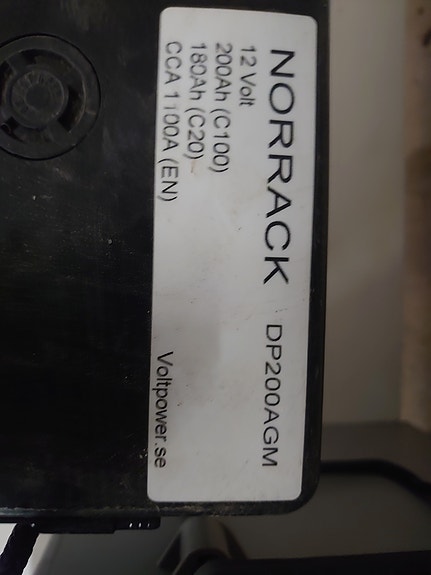 NORRACK DP200AGM
12 Volt
200Ah (C100)
180Ah (C20)
CCA 1100A (EN)
Voltpower.se